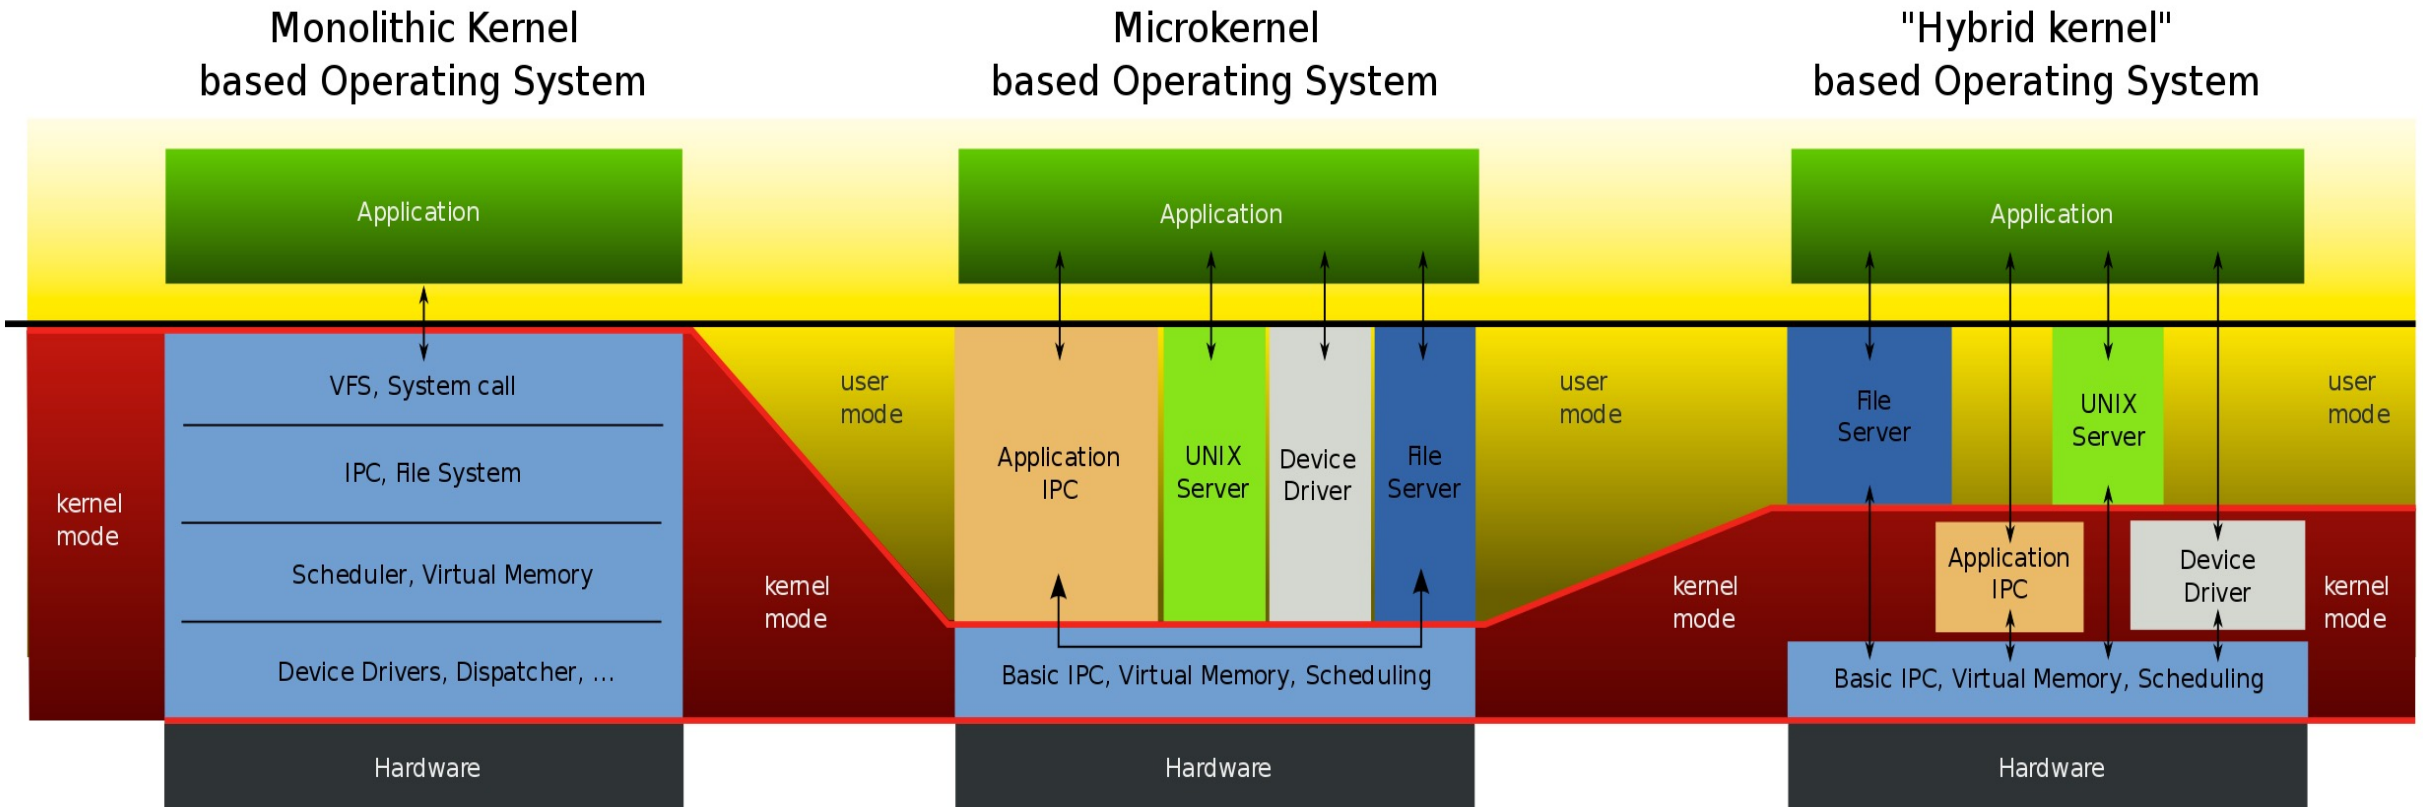 Monolithic Kernel
based Operating System
Microkernel
based Operating System
"Hybrid kernel"
based Operating System
Application
VFS, System call
IPC, File System
Scheduler, Virtual Memory
Device Drivers, Dispatcher, ...
Hardware
kernel
mode
kernel
mode
user
mode
Application
Application
IPC
UNIX
Server
Device
Driver
File
Server
Basic IPC, Virtual Memory, Scheduling
Hardware
user
mode
kernel
mode
Application
File
Server
UNIX
Server
Application
IPC
Device
Driver
Basic IPC, Virtual Memory, Scheduling
Hardware
user
mode
kernel
mode